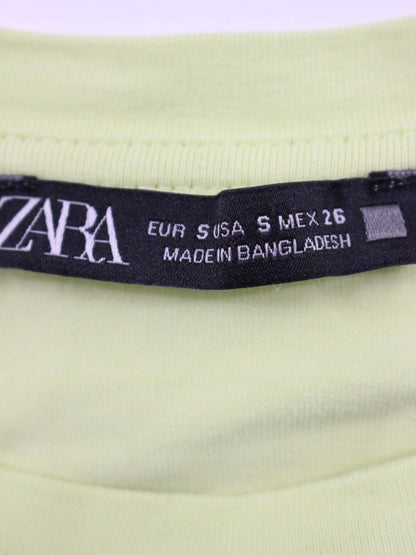 ZARA
EUR S USA S MEX 26
MADE IN BANGLADESH